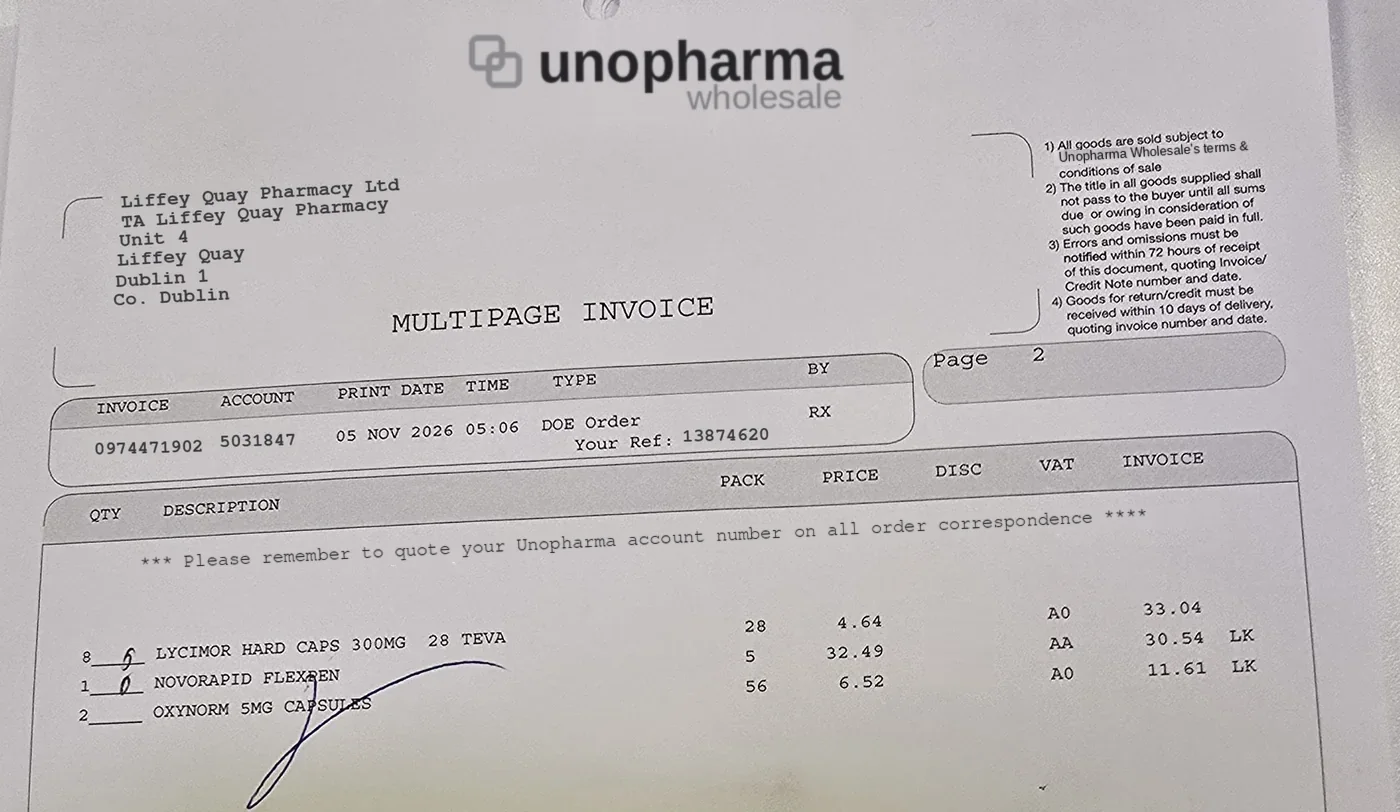 unopharma
wholesale
1) All goods are sold subject to
Unopharma Wholesale's terms &
conditions of sale
2) The title in all goods supplied shall
not pass to the buyer until all sums
due or owing in consideration of
such goods have been paid in full.
3) Errors and omissions must be
notified within 72 hours of receipt
of this document, quoting Invoice/
Credit Note number and date.
4) Goods for return/credit must be
received within 10 days of delivery,
quoting invoice number and date.
Liffey Quay Pharmacy Ltd
TA Liffey Quay Pharmacy
Unit 4
Liffey Quay
Dublin 1
Co. Dublin
MULTIPAGE INVOICE
Page 2
INVOICE ACCOUNT PRINT DATE TIME TYPE BY
0974471902 5031847 05 NOV 2026 05:06 DOE Order RX
Your Ref: 13874620
QTY DESCRIPTION PACK PRICE DISC VAT INVOICE
*** Please remember to quote your Unopharma account number on all order correspondence ****
8 LYCIMOR HARD CAPS 300MG 28 TEVA 28 4.64 A0 33.04
1 0 NOVORAPID FLEXPEN 5 32.49 AA 30.54 LK
2 OXYNORM 5MG CAPSULES 56 6.52 A0 11.61 LK